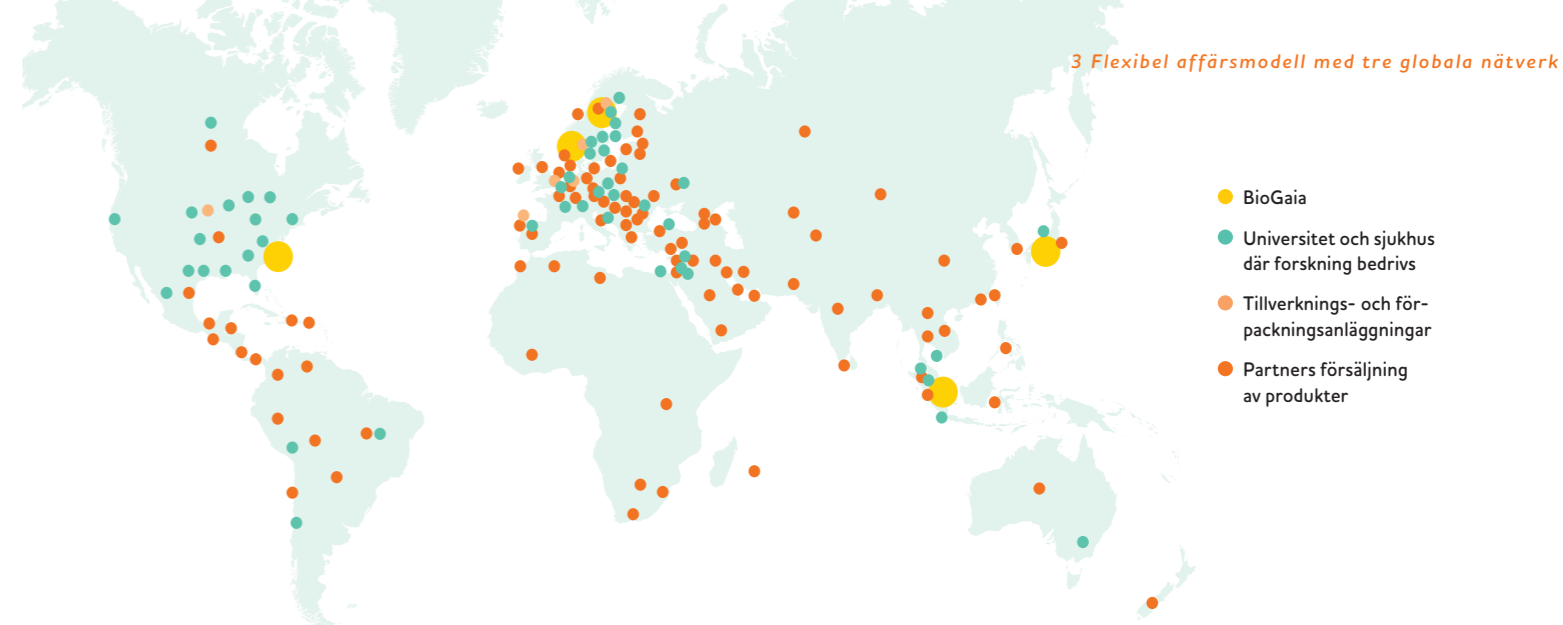 3 Flexibel affärsmodell med tre globala nätverk
BioGaia
Universitet och sjukhus
där forskning bedrivs
Tillverknings- och för-
packningsanläggningar
Partners försäljning
av produkter